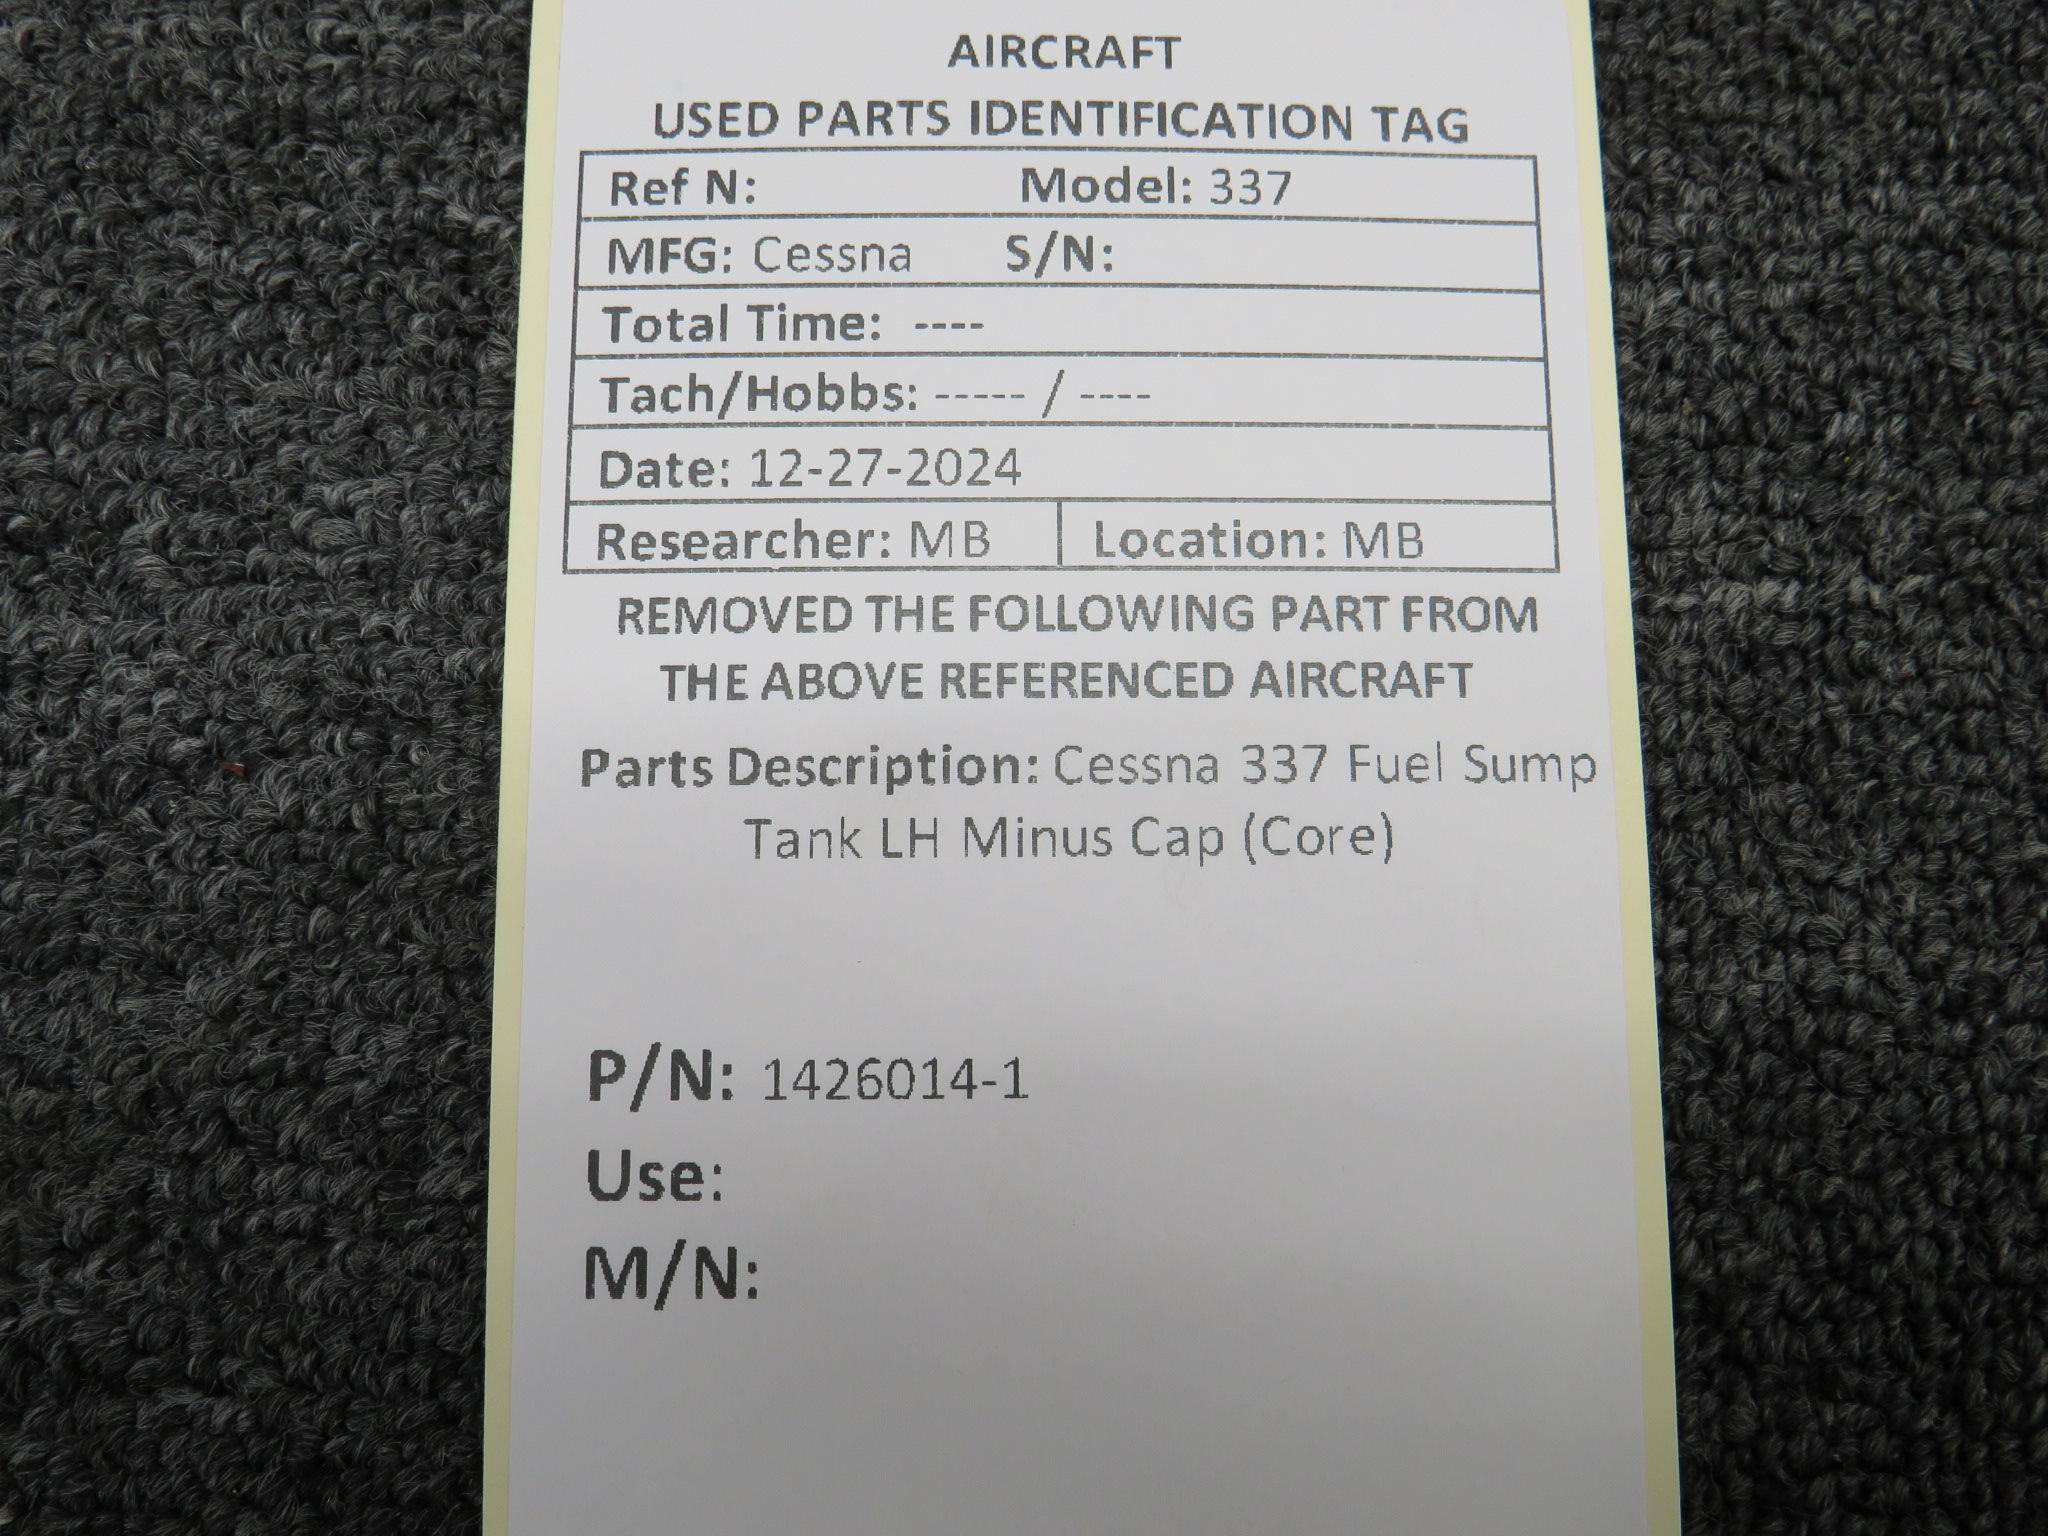 AIRCRAFT
USED PARTS IDENTIFICATION TAG
Ref N: Model: 337
MFG: Cessna S/N:
Total Time: ----
Tach/Hobbs: ----- / ----
Date: 12-27-2024
Researcher: MB Location: MB
REMOVED THE FOLLOWING PART FROM
THE ABOVE REFERENCED AIRCRAFT
Parts Description: Cessna 337 Fuel Sump
Tank LH Minus Cap (Core)
P/N: 1426014-1
Use:
M/N: